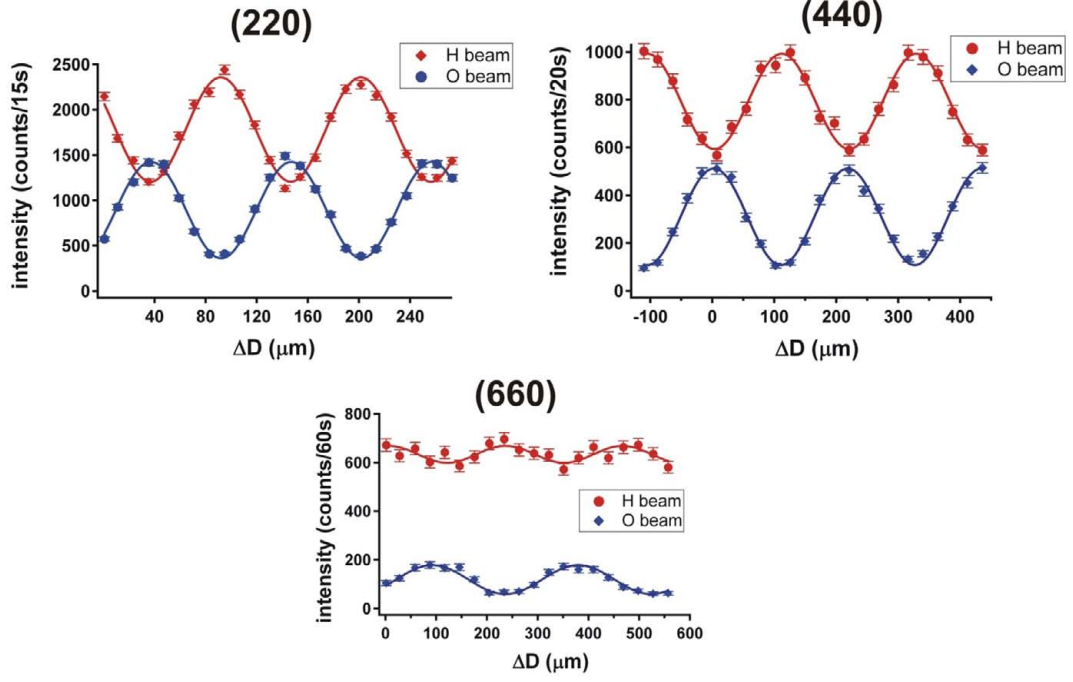 (220)
H beam
O beam
intensity (counts/15s)
2500
2000
1500
1000
500
0
40 80 120 160 200 240
ΔD (μm)
(440)
H beam
O beam
intensity (counts/20s)
1000
800
600
400
200
0
-100 0 100 200 300 400
ΔD (μm)
(660)
H beam
O beam
intensity (counts/60s)
800
600
400
200
0
0 100 200 300 400 500 600
ΔD (μm)